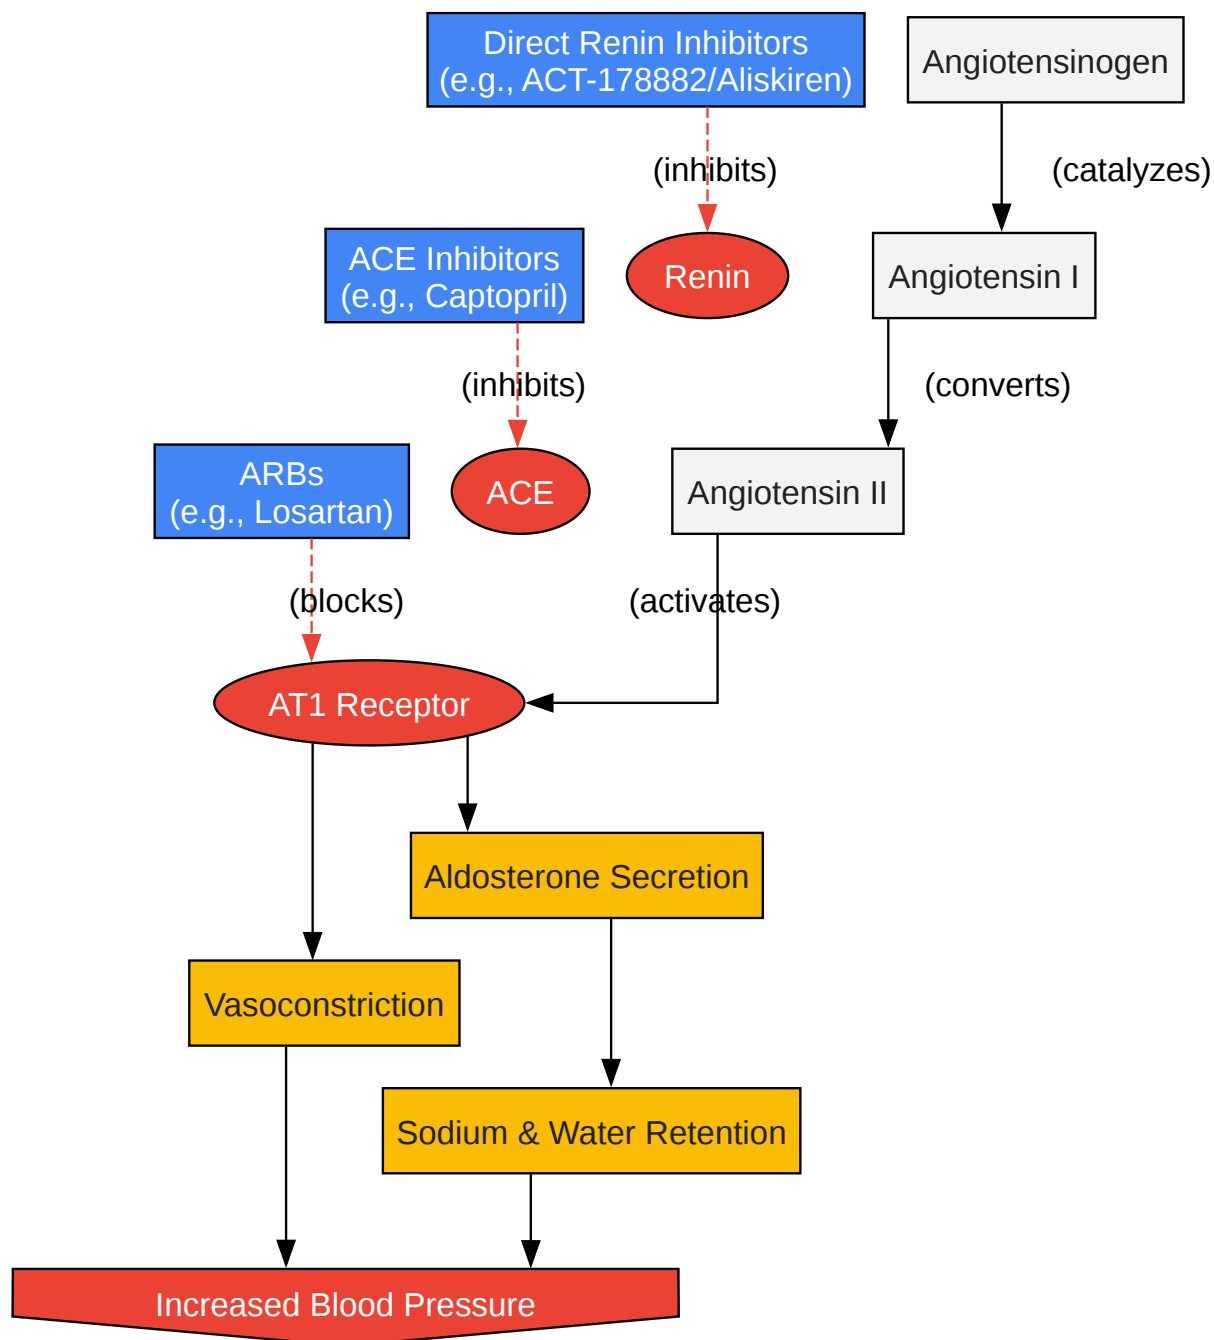 Direct Renin Inhibitors
(e.g., ACT-178882/Aliskiren)
Angiotensinogen
(inhibits)
(catalyzes)
ACE Inhibitors
(e.g., Captopril)
Renin
Angiotensin I
(inhibits)
(converts)
ARBs
(e.g., Losartan)
ACE
Angiotensin II
(blocks)
(activates)
AT1 Receptor
Aldosterone Secretion
Vasoconstriction
Sodium & Water Retention
Increased Blood Pressure